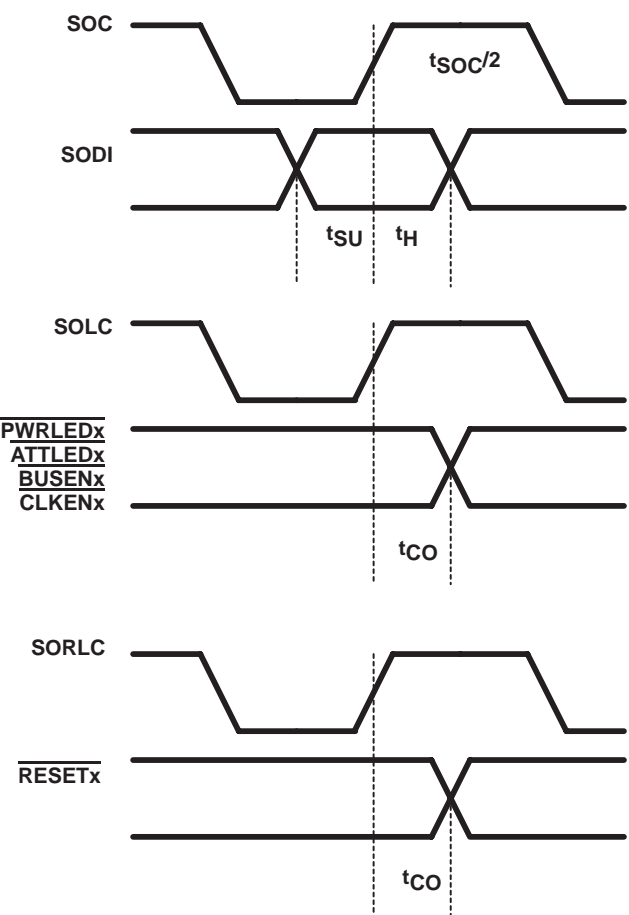 SOC
tSOC/2
SODI
tSU
tH
SOLC
PWRLEDx
ATTLEDx
BUSENx
CLKENx
tCO
SORLC
RESETx
tCO